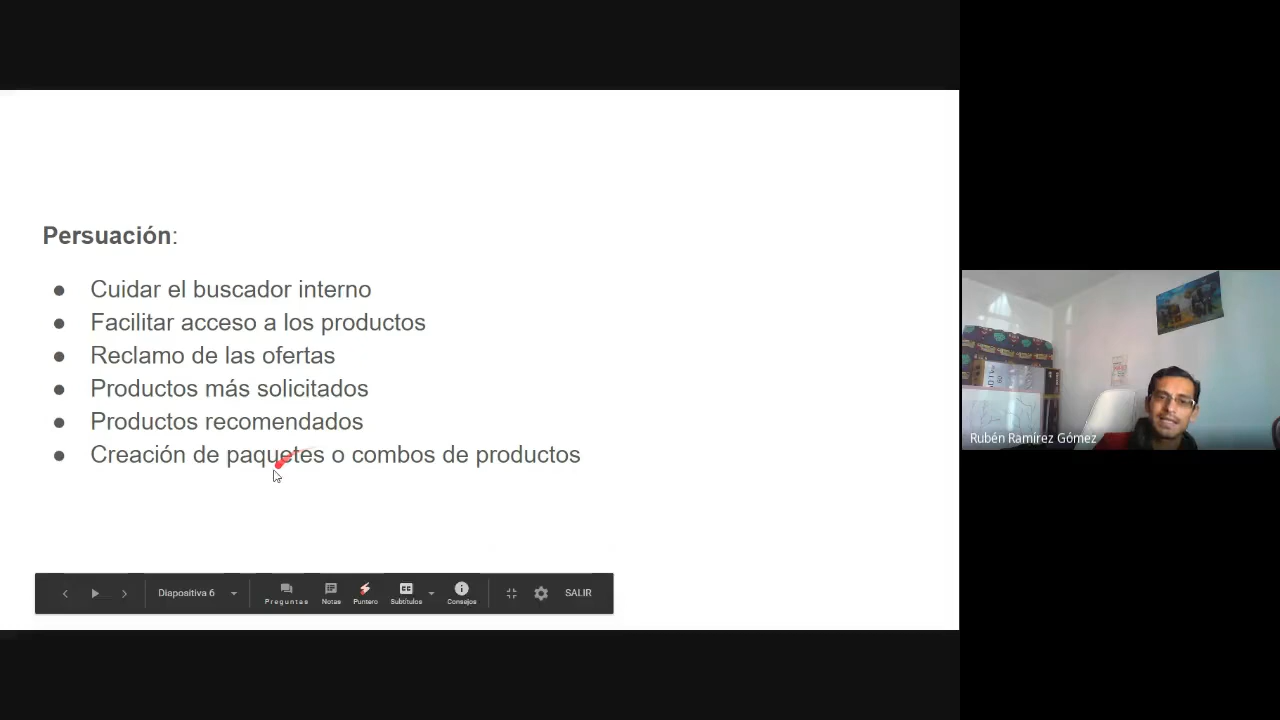 Persuación:
● Cuidar el buscador interno
● Facilitar acceso a los productos
● Reclamo de las ofertas
● Productos más solicitados
● Productos recomendados
● Creación de paquetes o combos de productos
Diapositiva 6
Preguntas
Notas
Puntero
Subtítulos
Consejos
SALIR
Rubén Ramírez Gómez